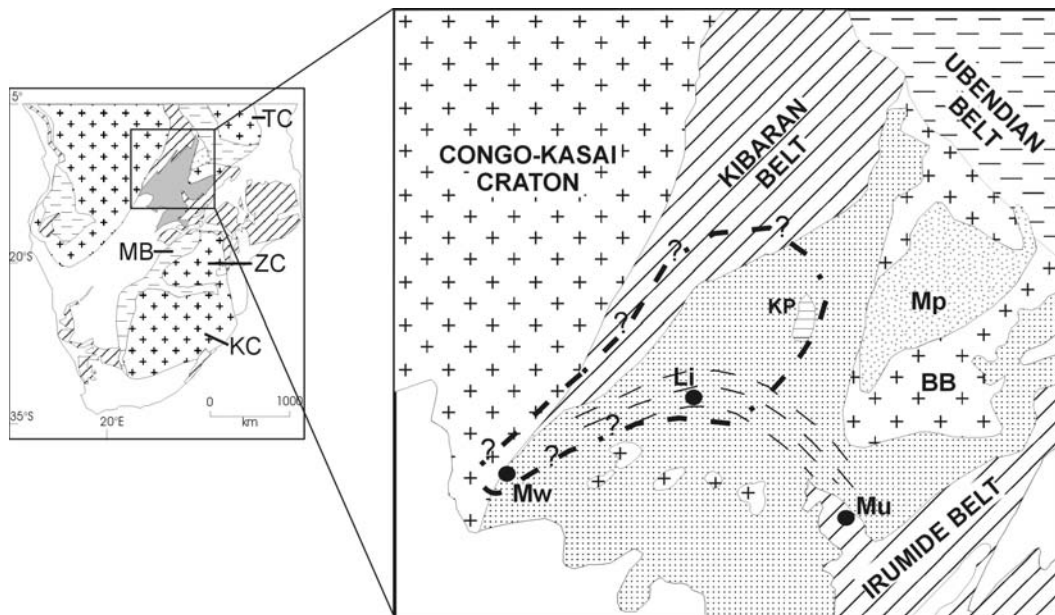 5°
TC
20°S
MB
ZC
KC
35°S
20°E
0 1000
km
CONGO-KASAI
CRATON
KIBARAN
BELT
UBENDIAN
BELT
?
?
?
?
?
?
KP
Mp
BB
Li
Mw
Mu
IRUMIDE BELT